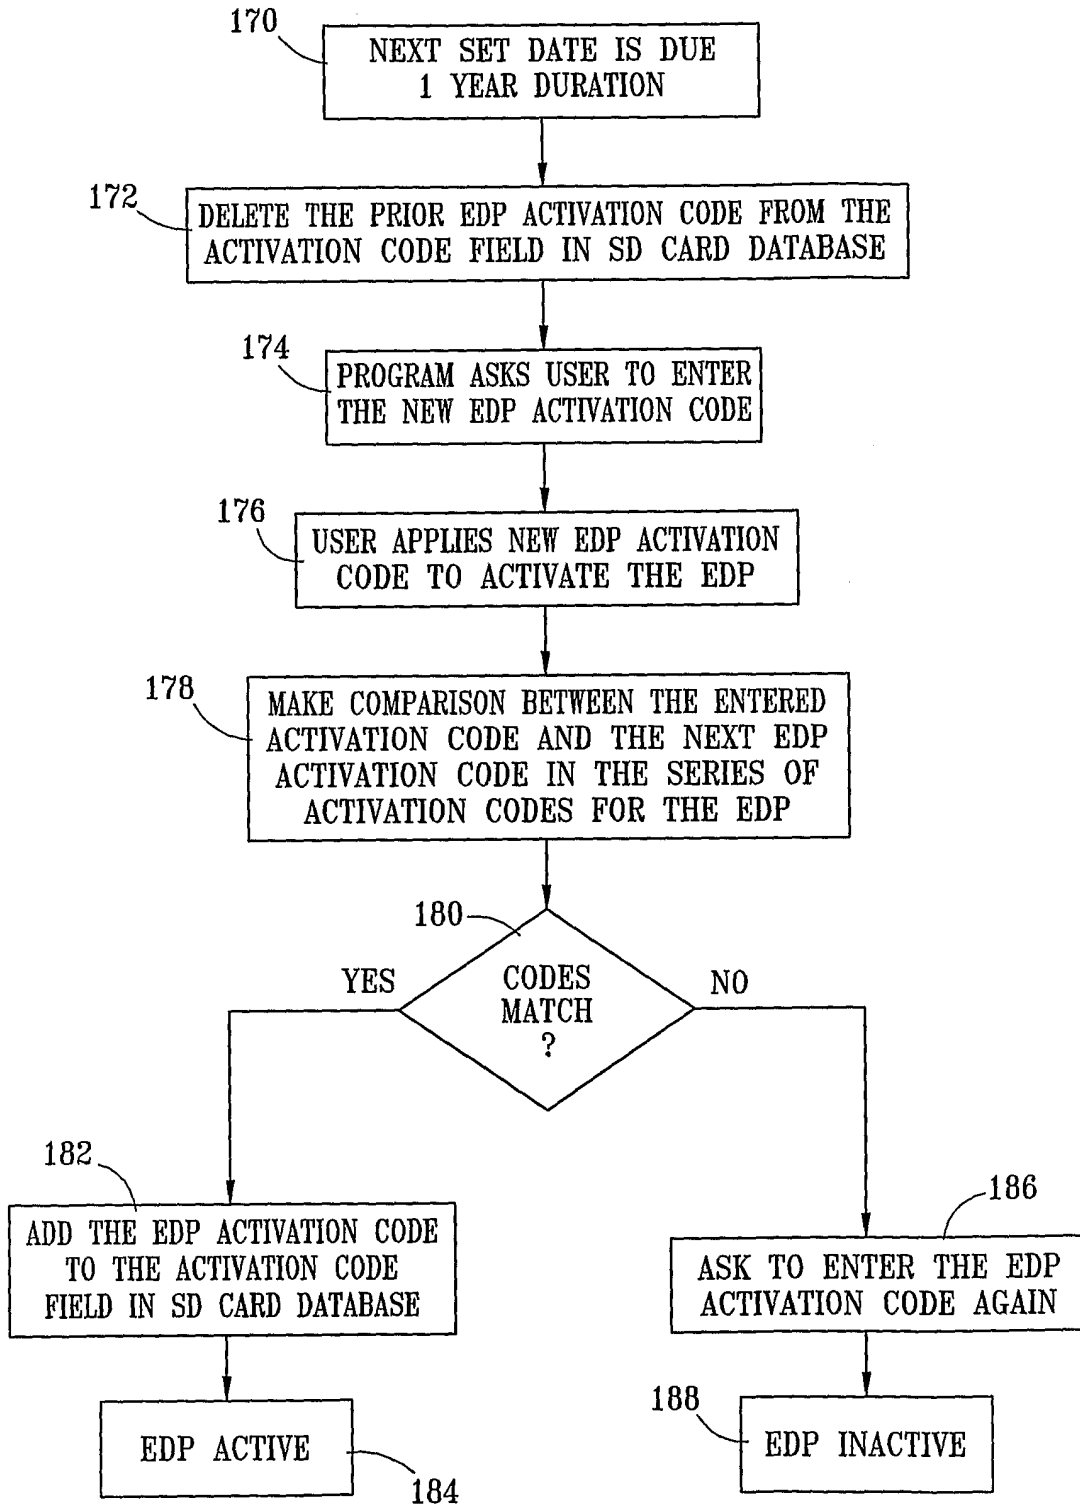 170
NEXT SET DATE IS DUE
1 YEAR DURATION
172
DELETE THE PRIOR EDP ACTIVATION CODE FROM THE
ACTIVATION CODE FIELD IN SD CARD DATABASE
174
PROGRAM ASKS USER TO ENTER
THE NEW EDP ACTIVATION CODE
176
USER APPLIES NEW EDP ACTIVATION
CODE TO ACTIVATE THE EDP
178
MAKE COMPARISON BETWEEN THE ENTERED
ACTIVATION CODE AND THE NEXT EDP
ACTIVATION CODE IN THE SERIES OF
ACTIVATION CODES FOR THE EDP
180
CODES
MATCH
?
YES
NO
182
ADD THE EDP ACTIVATION CODE
TO THE ACTIVATION CODE
FIELD IN SD CARD DATABASE
186
ASK TO ENTER THE EDP
ACTIVATION CODE AGAIN
EDP ACTIVE
184
188
EDP INACTIVE